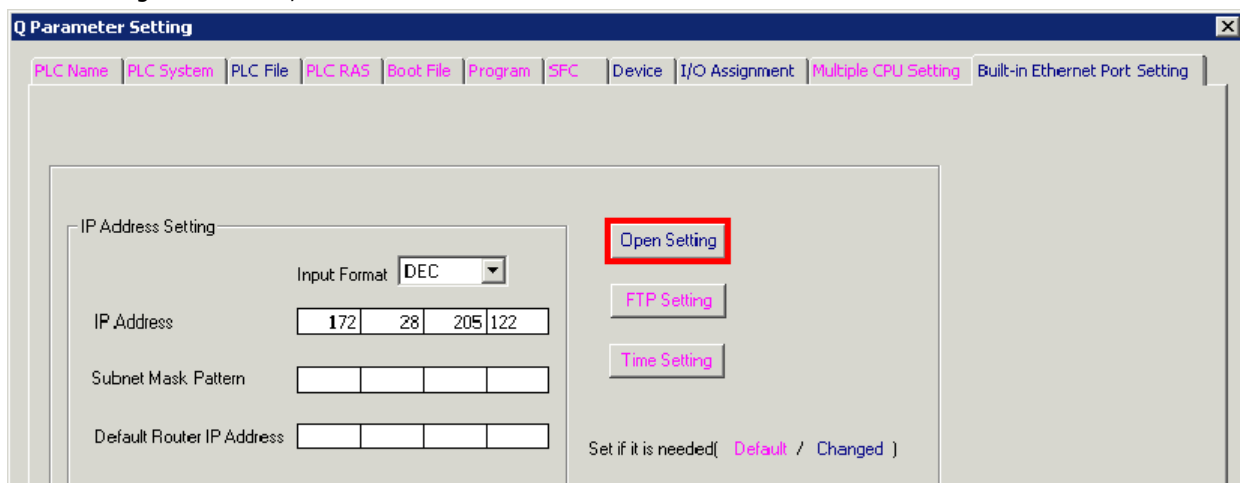 Q Parameter Setting
PLC Name PLC System PLC File PLC RAS Boot File Program SFC Device I/O Assignment Multiple CPU Setting Built-in Ethernet Port Setting
IP Address Setting
Open Setting
Input Format DEC
FTP Setting
IP Address 172 28 205 122
Time Setting
Subnet Mask Pattern
Default Router IP Address
Set if it is needed( Default / Changed )